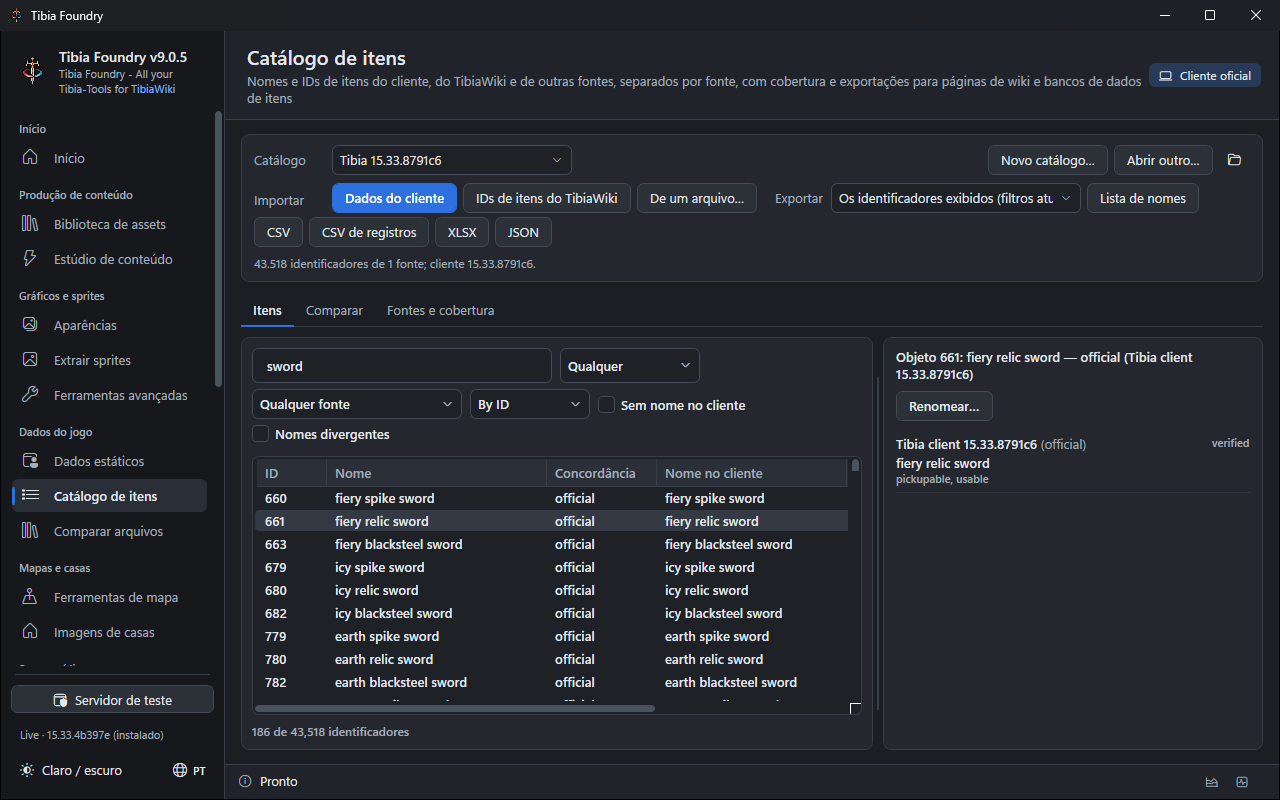 Tibia Foundry
Tibia Foundry v9.0.5
Tibia Foundry - All your
Tibia-Tools for TibiaWiki
Início
Início
Produção de conteúdo
Biblioteca de assets
Estúdio de conteúdo
Gráficos e sprites
Aparências
Extrair sprites
Ferramentas avançadas
Dados do jogo
Dados estáticos
Catálogo de itens
Comparar arquivos
Mapas e casas
Ferramentas de mapa
Imagens de casas
Servidor de teste
Live · 15.33.4b397e (instalado)
Claro / escuro
PT
Catálogo de itens
Nomes e IDs de itens do cliente, do TibiaWiki e de outras fontes, separados por fonte, com cobertura e exportações para páginas de wiki e bancos de dados
de itens
Cliente oficial
Catálogo
Tibia 15.33.8791c6
Novo catálogo...
Abrir outro...
Importar
Dados do cliente
IDs de itens do TibiaWiki
De um arquivo...
Exportar
Os identificadores exibidos (filtros atu
Lista de nomes
CSV
CSV de registros
XLSX
JSON
43.518 identificadores de 1 fonte; cliente 15.33.8791c6.
Itens
Comparar
Fontes e cobertura
sword
Qualquer
Qualquer fonte
By ID
Sem nome no cliente
Nomes divergentes
ID Nome Concordância Nome no cliente
660 fiery spike sword official fiery spike sword
661 fiery relic sword official fiery relic sword
663 fiery blacksteel sword official fiery blacksteel sword
679 icy spike sword official icy spike sword
680 icy relic sword official icy relic sword
682 icy blacksteel sword official icy blacksteel sword
779 earth spike sword official earth spike sword
780 earth relic sword official earth relic sword
782 earth blacksteel sword official earth blacksteel sword
186 de 43,518 identificadores
Objeto 661: fiery relic sword — official (Tibia client
15.33.8791c6)
Renomear...
Tibia client 15.33.8791c6 (official)
verified
fiery relic sword
pickupable, usable
Pronto